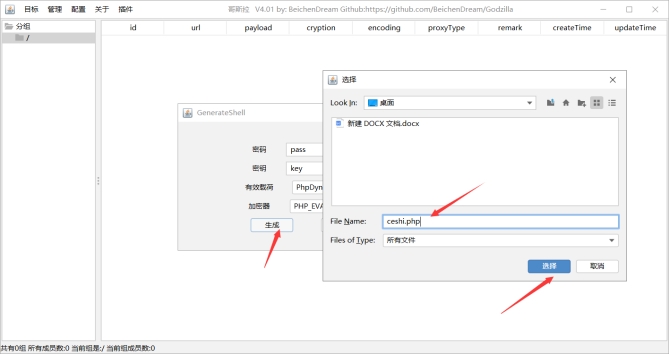 目标 管理 配置 关于 插件
哥斯拉 V4.01 by: BeichenDream Github:https://github.com/BeichenDream/Godzilla
分组
/
id url payload cryption encoding proxyType remark createTime updateTime
GenerateShell
密码 pass
密钥 key
有效载荷 PhpDyn
加密器 PHP_EVA
生成
选择
Look In: 桌面
新建 DOCX 文档.docx
File Name: ceshi.php
Files of Type: 所有文件
选择 取消
共有0组 所有成员数:0 当前组是:/ 当前组成员数:0